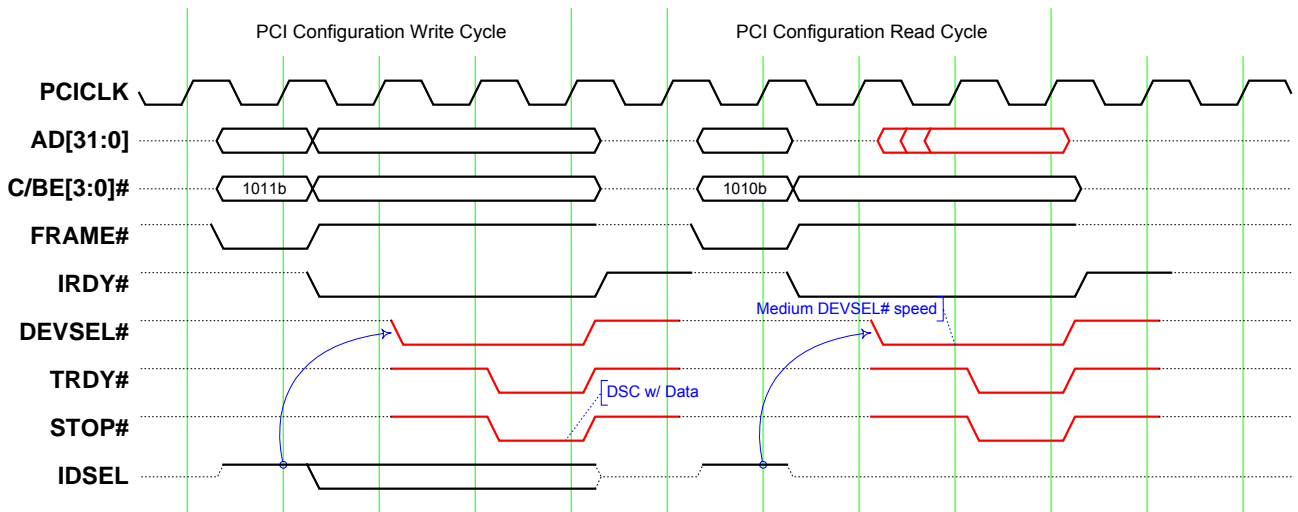 PCI Configuration Write Cycle
PCI Configuration Read Cycle
PCICLK
AD[31:0]
C/BE[3:0]#
1011b
1010b
FRAME#
IRDY#
Medium DEVSEL# speed
DEVSEL#
TRDY#
DSC w/ Data
STOP#
IDSEL